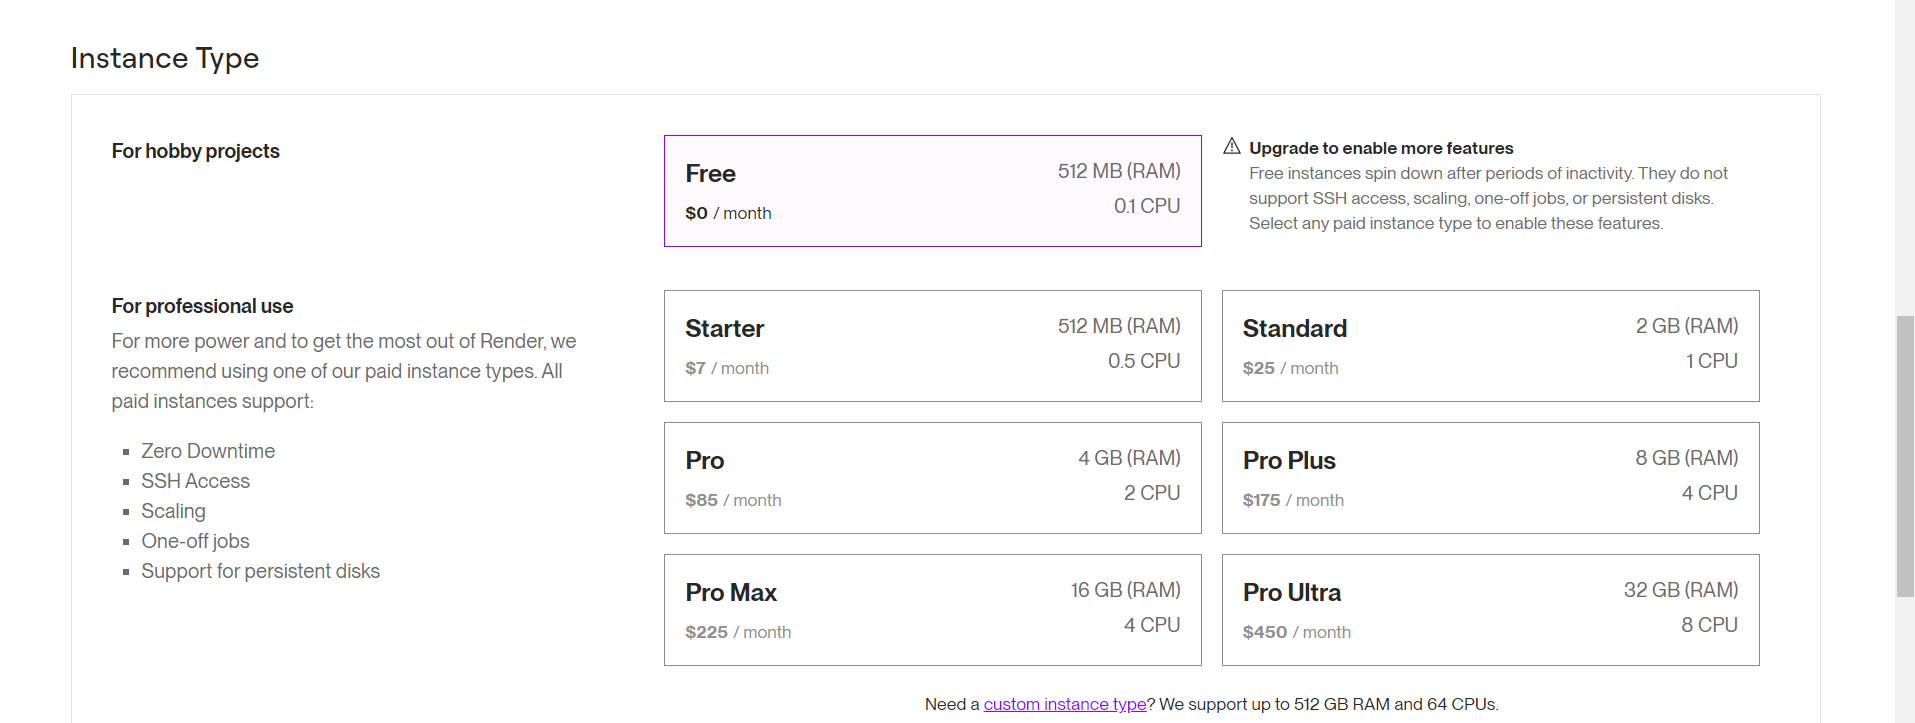 Instance Type
For hobby projects
Free
512 MB (RAM)
$0 / month
0.1 CPU
Upgrade to enable more features
Free instances spin down after periods of inactivity. They do not
support SSH access, scaling, one-off jobs, or persistent disks.
Select any paid instance type to enable these features.
For professional use
For more power and to get the most out of Render, we
recommend using one of our paid instance types. All
paid instances support:
Zero Downtime
SSH Access
Scaling
One-off jobs
Support for persistent disks
Starter
512 MB (RAM)
$7 / month
0.5 CPU
Standard
2 GB (RAM)
$25 / month
1 CPU
Pro
4 GB (RAM)
$85 / month
2 CPU
Pro Plus
8 GB (RAM)
$175 / month
4 CPU
Pro Max
16 GB (RAM)
$225 / month
4 CPU
Pro Ultra
32 GB (RAM)
$450 / month
8 CPU
Need a custom instance type? We support up to 512 GB RAM and 64 CPUs.